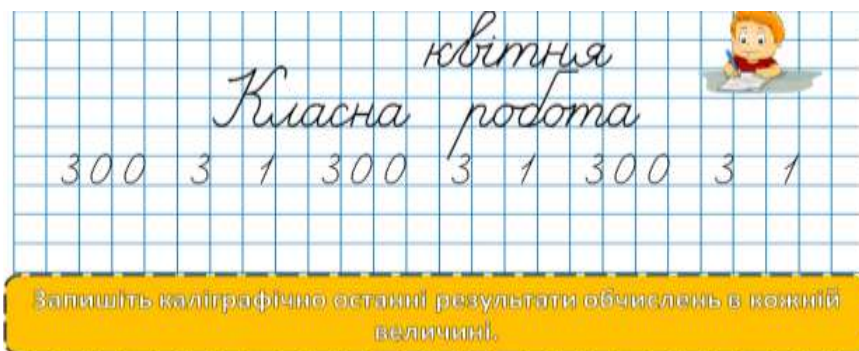 квітня
Класна робота
300 3 1 300 3 1 300 3 1
Запишіть каліграфічно останні результати обчислень в кожній
величині.